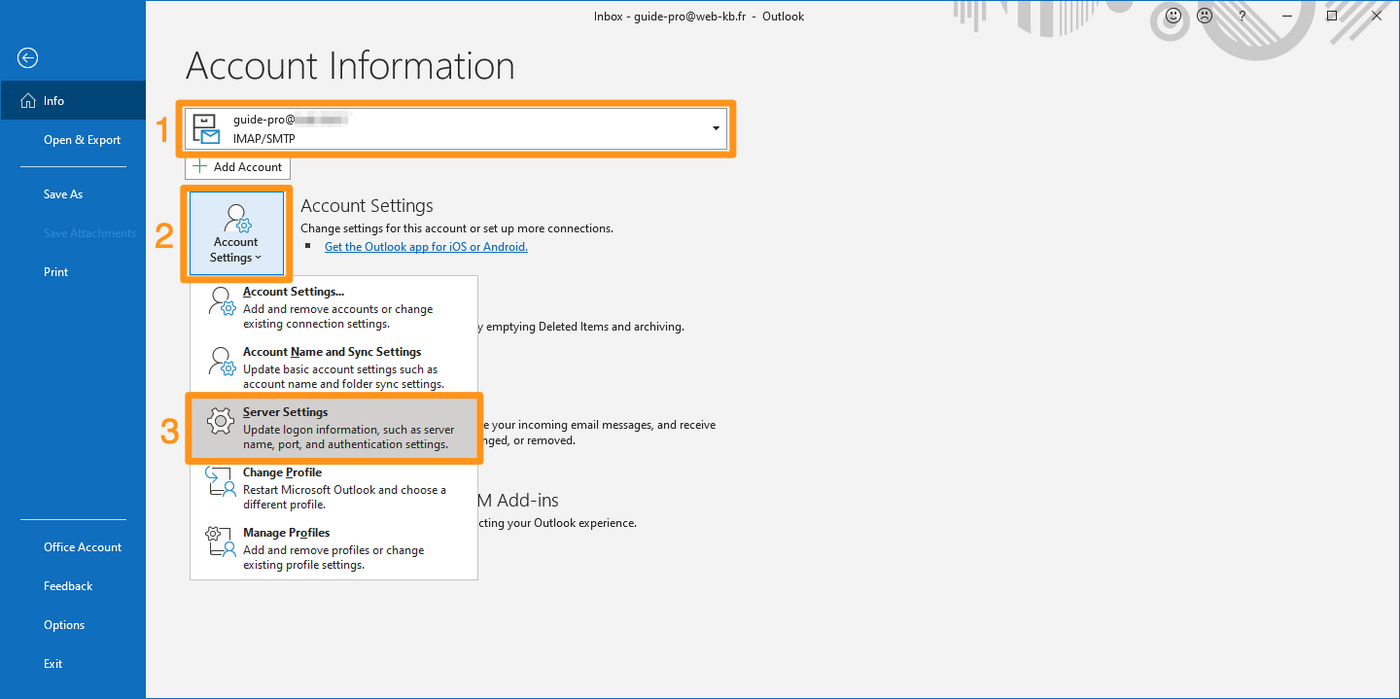 Inbox - guide-pro@web-kb.fr - Outlook
?
Account Information
Info
Open & Export
Save As
Save Attachments
Print
Office Account
Feedback
Options
Exit
1
guide-pro@
IMAP/SMTP
Add Account
2
Account
Settings
Account Settings
Change settings for this account or set up more connections.
Get the Outlook app for iOS or Android.
Account Settings...
Add and remove accounts or change
existing connection settings.
y emptying Deleted Items and archiving.
Account Name and Sync Settings
Update basic account settings such as
account name and folder sync settings.
3
Server Settings
Update logon information, such as server
name, port, and authentication settings.
e your incoming email messages, and receive
nged, or removed.
Change Profile
Restart Microsoft Outlook and choose a
different profile.
M Add-ins
cting your Outlook experience.
Manage Profiles
Add and remove profiles or change
existing profile settings.